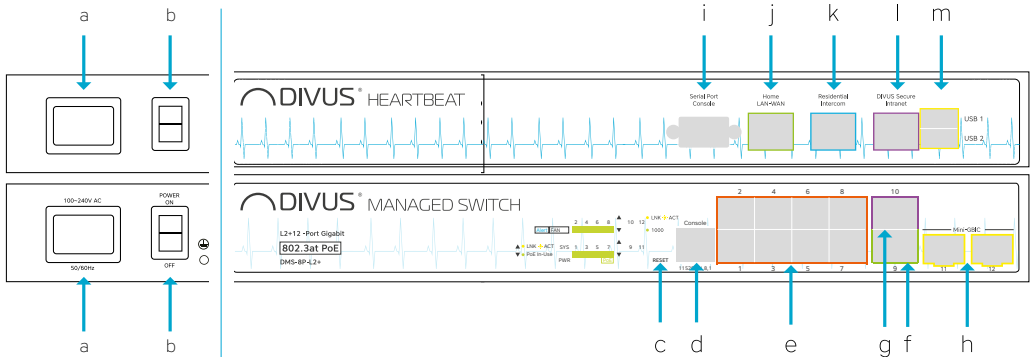 a b i j k l m
DIVUS® HEARTBEAT
Serial Port Console
Home LAN•WAN
Residential Intercom
DIVUS Secure Intranet
USB 1
USB 2
100~240V AC
50/60Hz
POWER
ON
OFF
DIVUS® MANAGED SWITCH
L2+12 -Port Gigabit
802.3at PoE
DMS-8P-L2+
FAN
2 4 6 8 ▲ 10 12
LNK ACT
▼ 1000
▲ LNK ACT SYS 1 3 5 7 ▲ 9 11
▼ PoE In-Use PWR ▼
RESET
Console
2 4 6 8 10
Mini-GBIC
1 3 5 7 9 11 12
a b c d e g f h